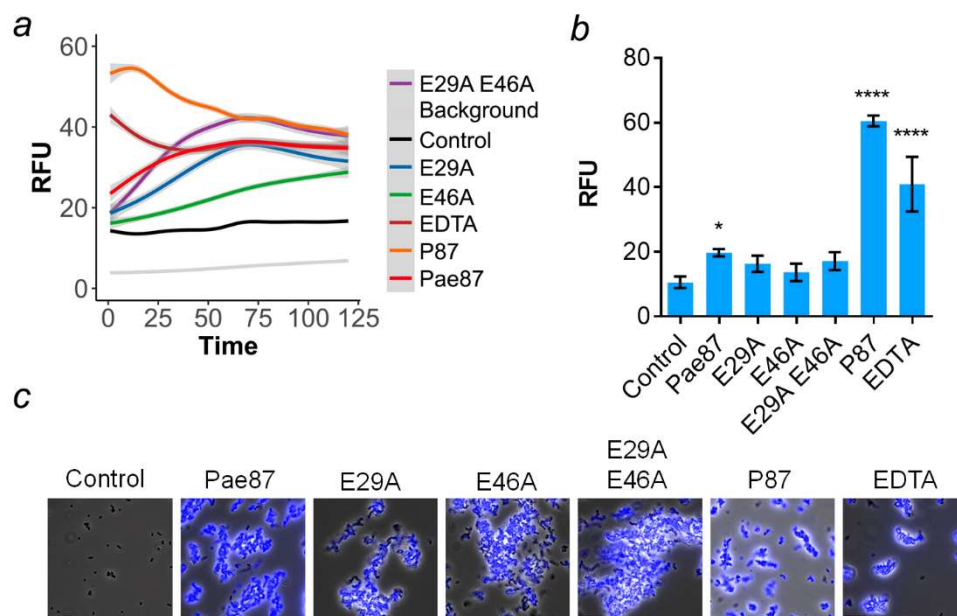 a
60
40
20
0
RFU
0 25 50 75 100 125
Time
E29A E46A
Background
Control
E29A
E46A
EDTA
P87
Pae87
b
80
60
40
20
0
RFU
*
****
****
Control
Pae87
E29A
E46A
E29A E46A
P87
EDTA
c
Control
Pae87
E29A
E46A
E29A
E46A
P87
EDTA